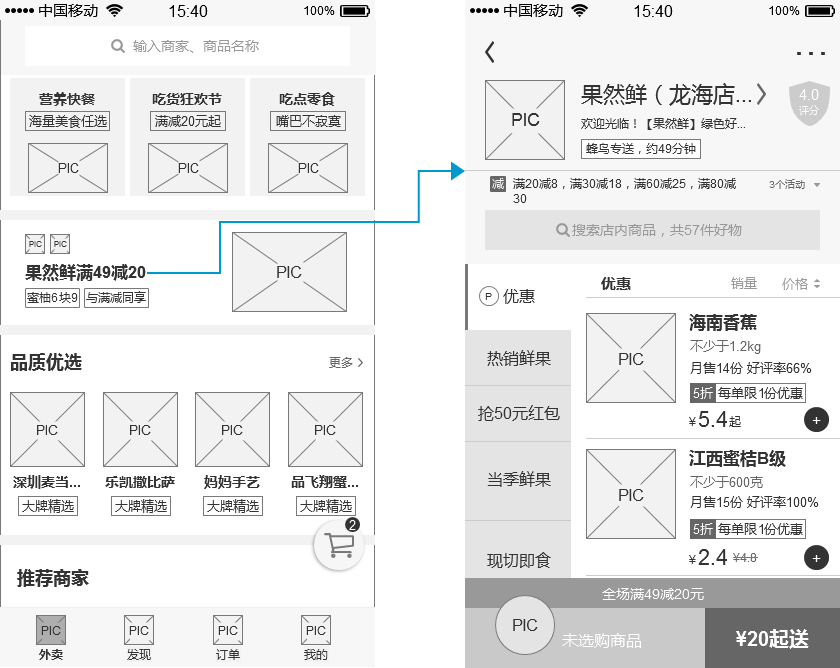 中国移动
15:40
100%
输入商家、商品名称
营养快餐
海量美食任选
PIC
吃货狂欢节
满减20元起
PIC
吃点零食
嘴巴不寂寞
PIC
PIC PIC
果然鲜满49减20
蜜柚6块9 与满减同享
PIC
品质优选
更多
PIC
深圳麦当...
大牌精选
PIC
乐凯撒比萨
大牌精选
PIC
妈妈手艺
大牌精选
PIC
品飞翔蟹...
大牌精选
2
推荐商家
PIC
外卖
PIC
发现
PIC
订单
PIC
我的
中国移动
15:40
100%
PIC
果然鲜（龙海店...
欢迎光临！【果然鲜】绿色好...
蜂鸟专送，约49分钟
4.0
评分
减 满20减8，满30减18，满60减25，满80减
30
3个活动
搜索店内商品，共57件好物
P 优惠
热销鲜果
抢50元红包
当季鲜果
现切即食
优惠
销量
价格
PIC
海南香蕉
不少于1.2kg
月售14份 好评率66%
5折 每单限1份优惠
¥5.4起
+
PIC
江西蜜桔B级
不少于600克
月售15份 好评率100%
5折 每单限1份优惠
¥2.4 ¥4.8
+
全场满49减20元
PIC
未选购商品
¥20起送